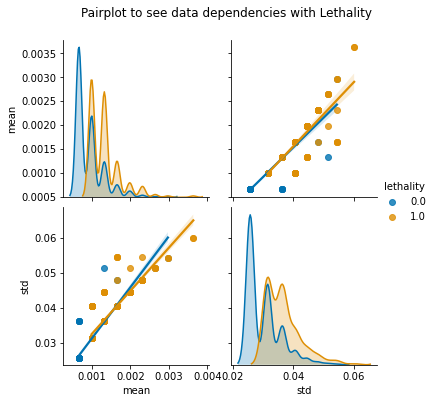 Pairplot to see data dependencies with Lethality
0.0035
0.0030
0.0025
0.0020
0.0015
0.0010
0.0005
mean
lethality
0.0
1.0
0.06
0.05
0.04
0.03
std
0.001 0.002 0.003 0.004
mean
0.02 0.04 0.06
std